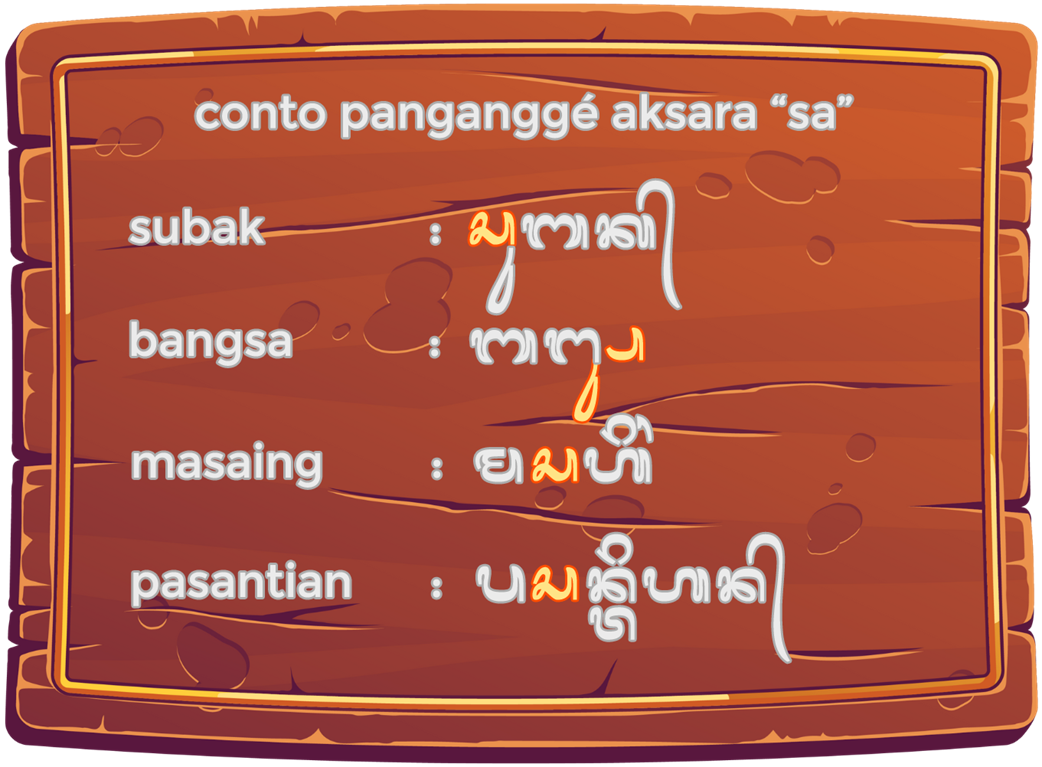 conto panganggé aksara “sa”
subak : ᬲᬸᬩᬓ᭄
bangsa : ᬩᬗ᭄ᬲ
masaing : ᬫᬲᬳᬶᬂ
pasantian : ᬧᬲᬦ᭄ᬢᬶᬳᬦ᭄